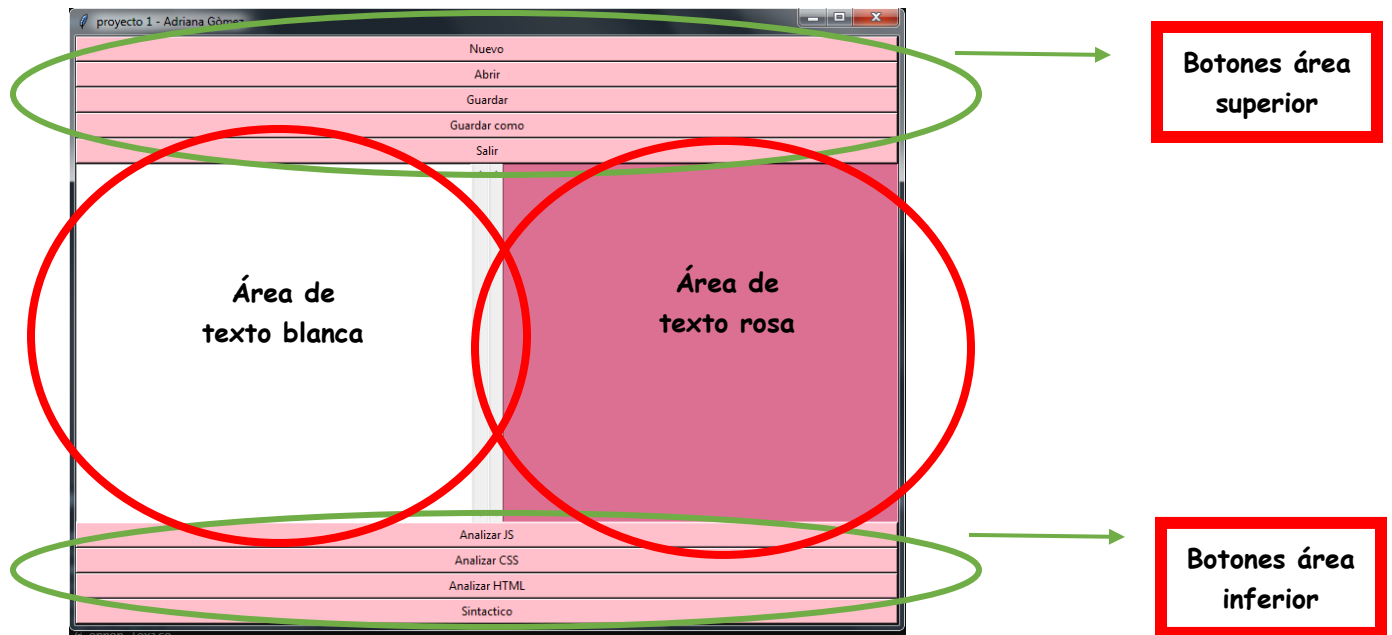 proyecto 1 - Adriana Gòmez
Nuevo
Abrir
Guardar
Guardar como
Salir
Botones área
superior
Área de
texto blanca
Área de
texto rosa
Analizar JS
Analizar CSS
Analizar HTML
Sintactico
Botones área
inferior